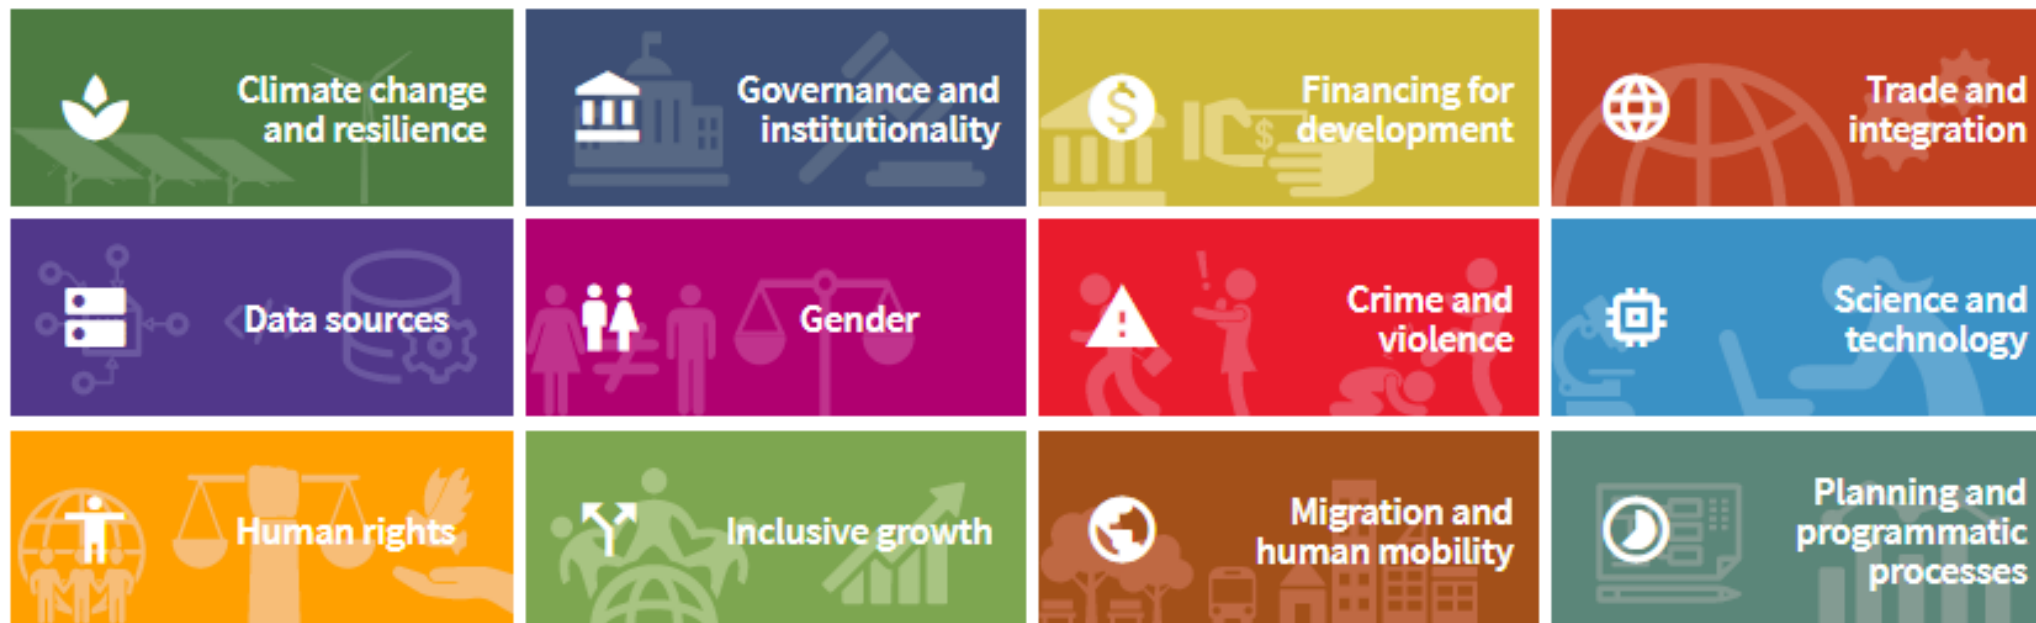 Climate change
and resilience
Governance and
institutionality
Financing for
development
Trade and
integration
Data sources
Gender
Crime and
violence
Science and
technology
Human rights
Inclusive growth
Migration and
human mobility
Planning and
programmatic
processes